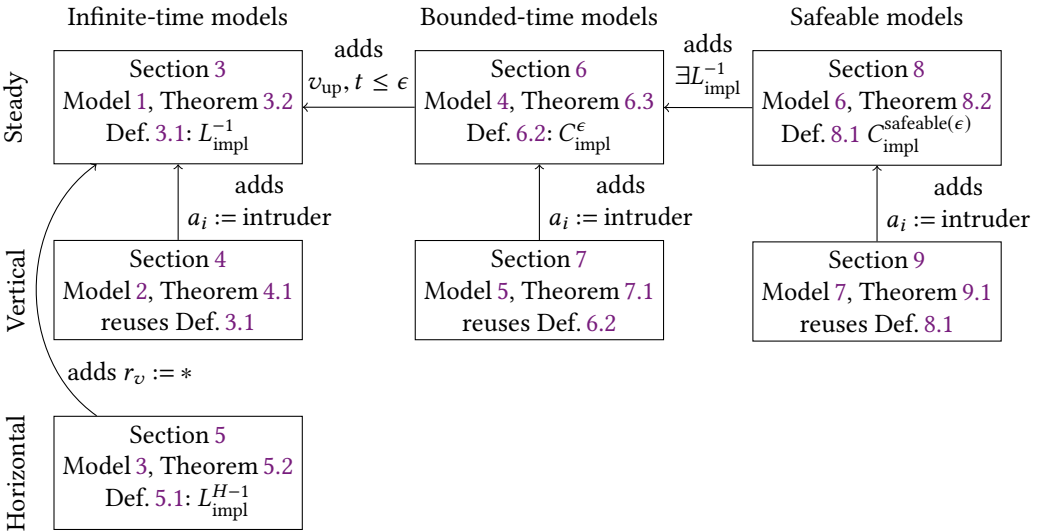 Infinite-time models
Bounded-time models
Safeable models
Steady
Section 3
Model 1, Theorem 3.2
Def. 3.1: L_impl^-1
adds
v_up, t ≤ ϵ
Section 6
Model 4, Theorem 6.3
Def. 6.2: C_impl^ϵ
adds
∃L_impl^-1
Section 8
Model 6, Theorem 8.2
Def. 8.1 C_impl^safeable(ϵ)
adds
a_i := intruder
adds
a_i := intruder
adds
a_i := intruder
Vertical
Section 4
Model 2, Theorem 4.1
reuses Def. 3.1
Section 7
Model 5, Theorem 7.1
reuses Def. 6.2
Section 9
Model 7, Theorem 9.1
reuses Def. 8.1
adds r_v := *
Horizontal
Section 5
Model 3, Theorem 5.2
Def. 5.1: L_impl^H−1